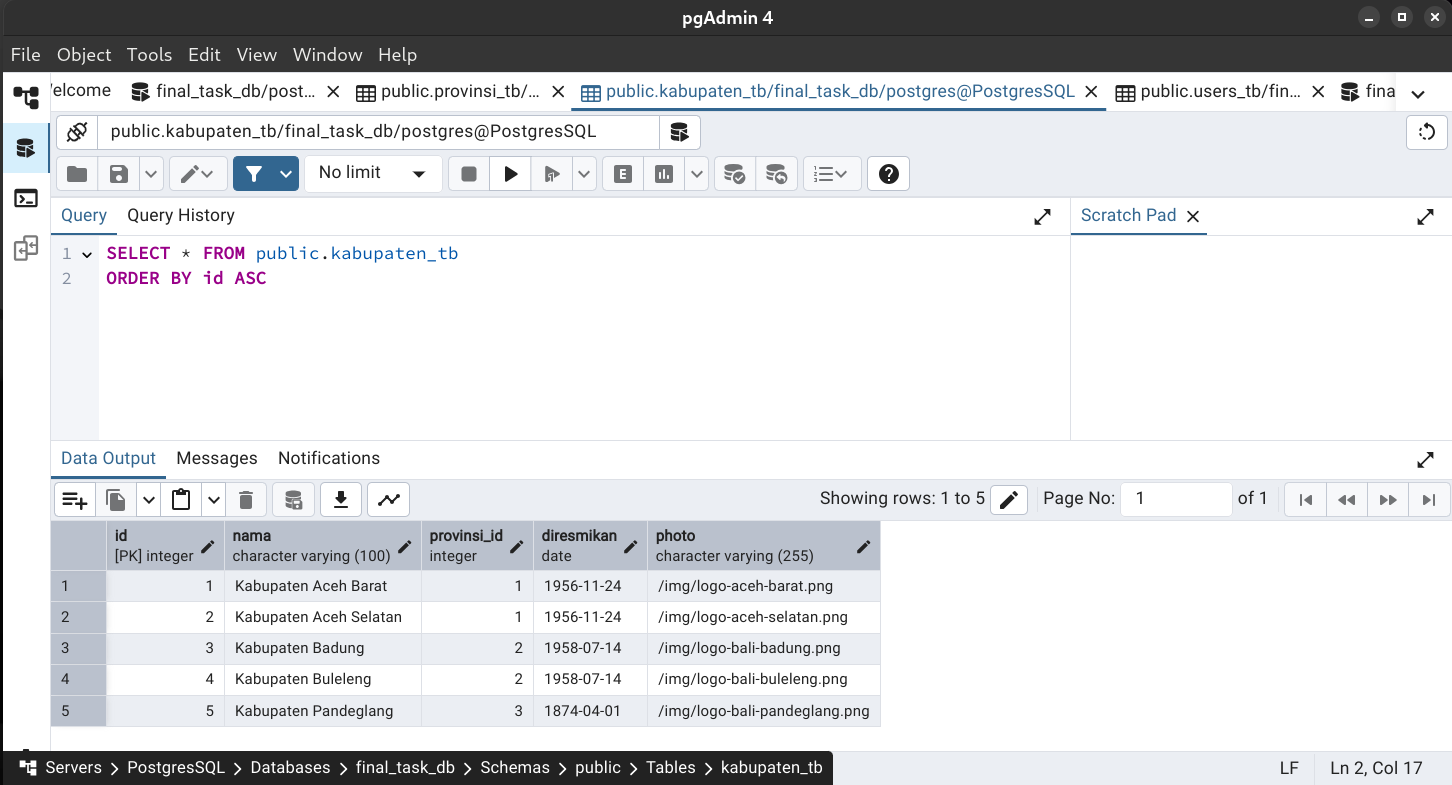 pgAdmin 4
File Object Tools Edit View Window Help
elcome final_task_db/post... public.provinsi_tb/... public.kabupaten_tb/final_task_db/postgres@PostgresSQL public.users_tb/fin... fina
public.kabupaten_tb/final_task_db/postgres@PostgresSQL
No limit E
Query Query History Scratch Pad
1 SELECT * FROM public.kabupaten_tb
2 ORDER BY id ASC
Data Output Messages Notifications
Showing rows: 1 to 5 Page No: 1 of 1
id nama provinsi_id diresmikan photo
[PK] integer character varying (100) integer date character varying (255)
1 1 Kabupaten Aceh Barat 1 1956-11-24 /img/logo-aceh-barat.png
2 2 Kabupaten Aceh Selatan 1 1956-11-24 /img/logo-aceh-selatan.png
3 3 Kabupaten Badung 2 1958-07-14 /img/logo-bali-badung.png
4 4 Kabupaten Buleleng 2 1958-07-14 /img/logo-bali-buleleng.png
5 5 Kabupaten Pandeglang 3 1874-04-01 /img/logo-bali-pandeglang.png
Servers PostgresSQL Databases final_task_db Schemas public Tables kabupaten_tb LF Ln 2, Col 17